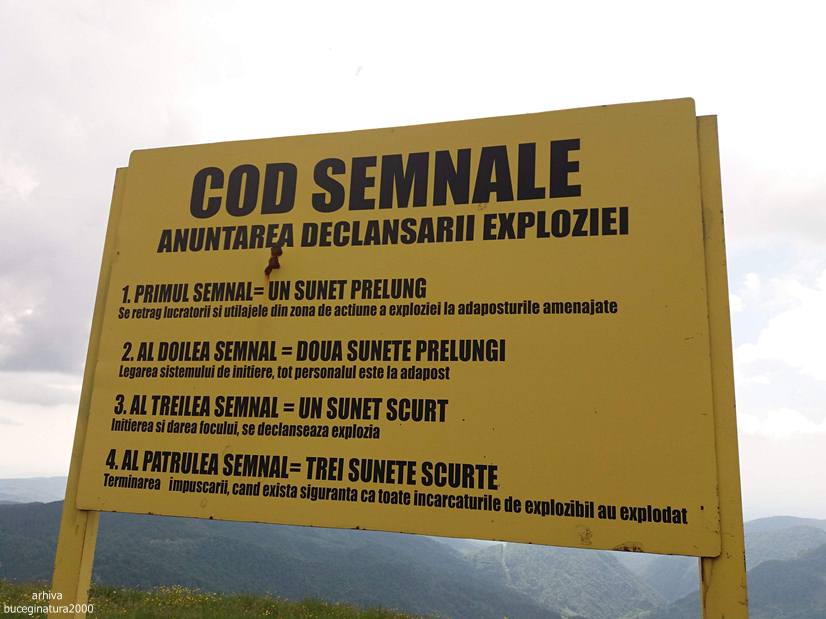 COD SEMNALE
ANUNTAREA DECLANSARII EXPLOZIEI
1. PRIMUL SEMNAL= UN SUNET PRELUNG
Se retrag lucratorii si utilajele din zona de actiune a exploziei la adaposturile amenajate
2. AL DOILEA SEMNAL = DOUA SUNETE PRELUNGI
Legarea sistemului de initiere, tot personalul este la adapost
3. AL TREILEA SEMNAL = UN SUNET SCURT
Initierea si darea focului, se declanseaza explozia
4. AL PATRULEA SEMNAL= TREI SUNETE SCURTE
Terminarea impuscarii, cand exista siguranta ca toate incarcaturile de explozibil au explodat
arhiva
buceginatura2000